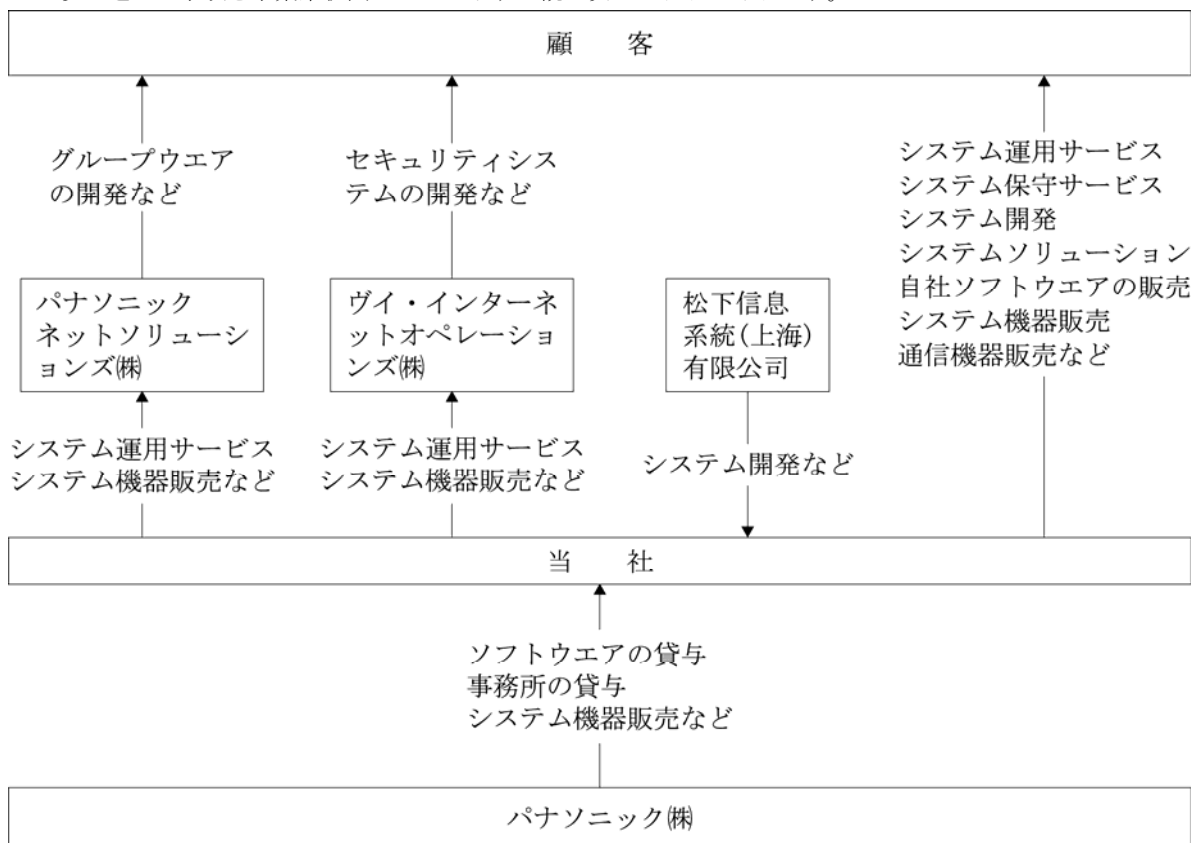 顧　　客
グループウエア
の開発など
セキュリティシス
テムの開発など
システム運用サービス
システム保守サービス
システム開発
システムソリューション
自社ソフトウエアの販売
システム機器販売
通信機器販売など
パナソニック
ネットソリューシ
ョンズ㈱
ヴイ・インターネ
ットオペレーショ
ンズ㈱
松下信息
系統(上海)
有限公司
システム運用サービス
システム機器販売など
システム運用サービス
システム機器販売など
システム開発など
当　　社
ソフトウエアの貸与
事務所の貸与
システム機器販売など
パナソニック㈱